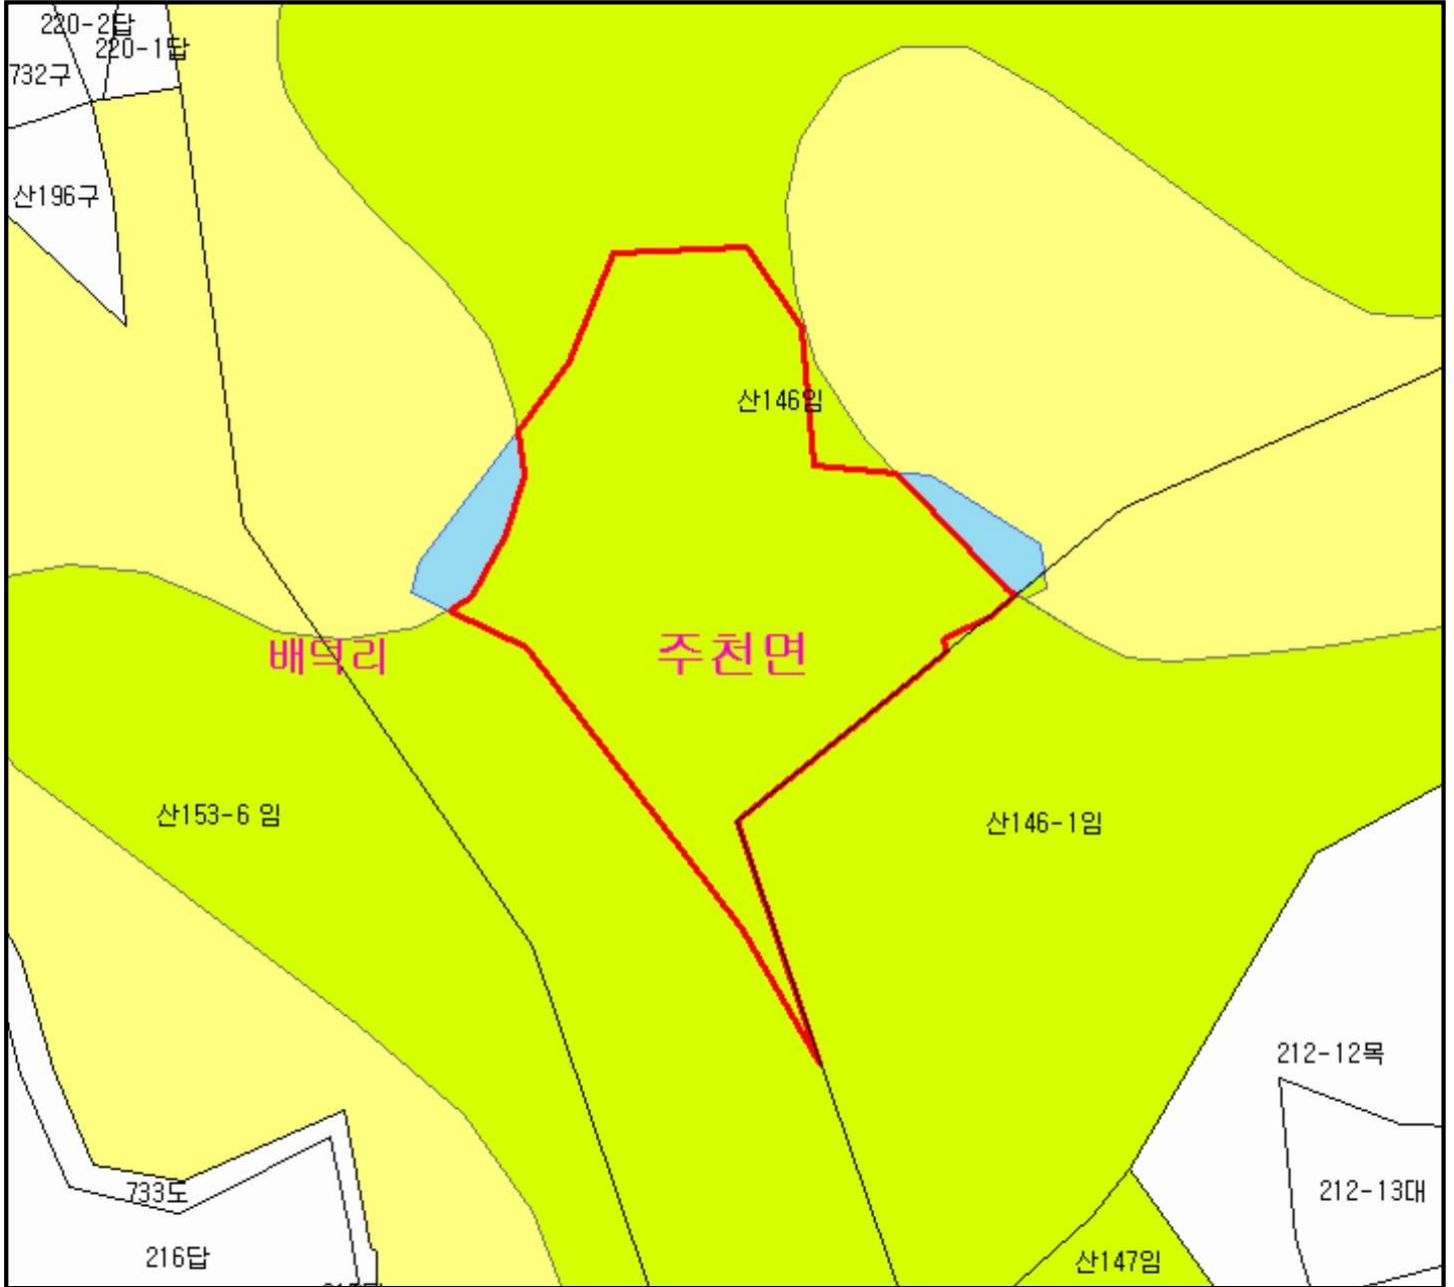 220-2답
220-1답
732구
산196구
산146임
배덕리
주천면
산153-6 임
산146-1임
212-12목
733도
212-13대
216답
산147임